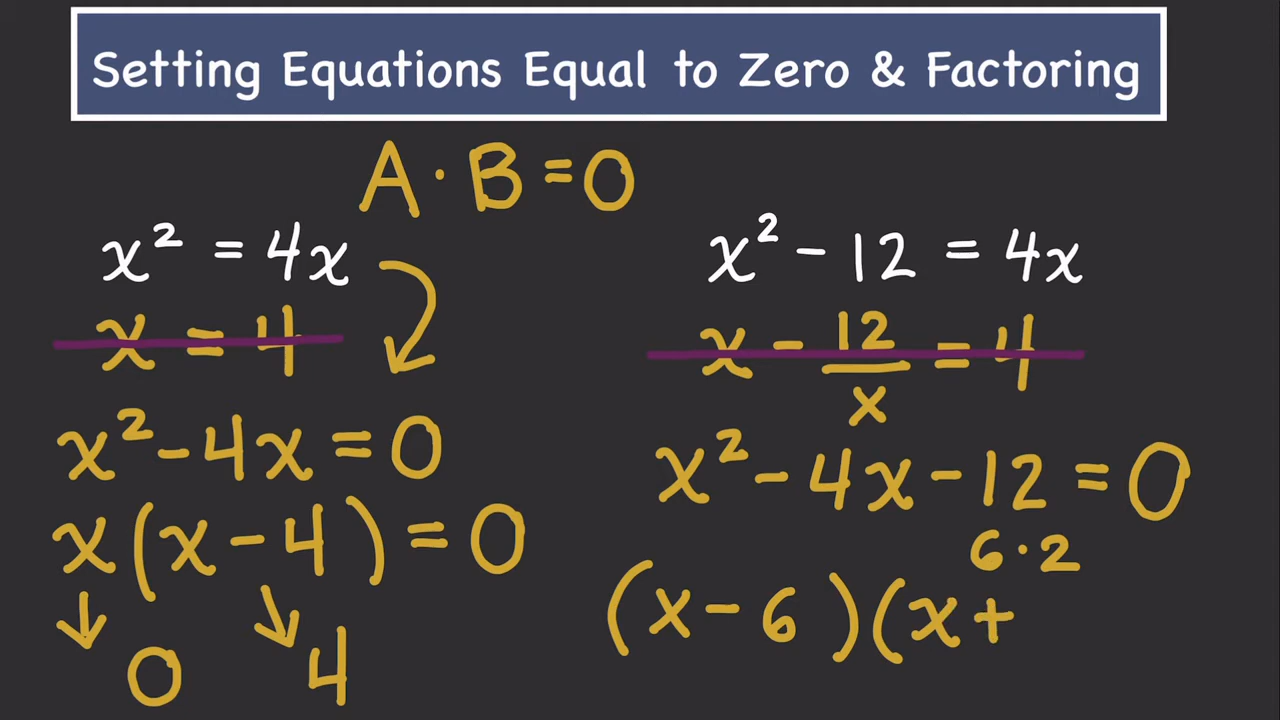 Setting Equations Equal to Zero & Factoring
A · B = 0
x² = 4x
x = 4
x² - 4x = 0
x(x - 4) = 0
0 4
x² - 12 = 4x
x - 12/x = 4
x² - 4x - 12 = 0
6 · 2
(x - 6)(x +